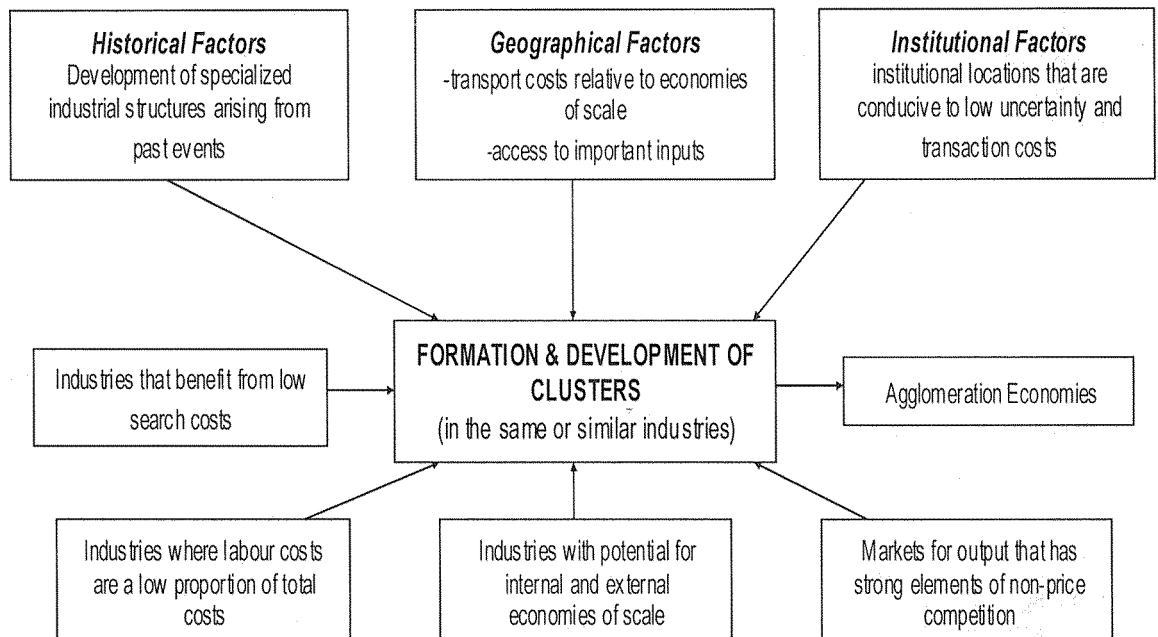 Historical Factors
Development of specialized
industrial structures arising from
past events
Geographical Factors
-transport costs relative to economies
of scale
-access to important inputs
Institutional Factors
institutional locations that are
conducive to low uncertainty and
transaction costs
Industries that benefit from low
search costs
FORMATION & DEVELOPMENT OF
CLUSTERS
(in the same or similar industries)
Agglomeration Economies
Industries where labour costs
are a low proportion of total
costs
Industries with potential for
internal and external
economies of scale
Markets for output that has
strong elements of non-price
competition